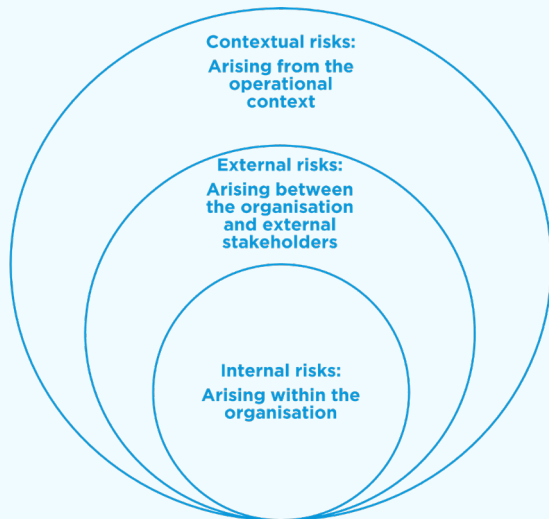 Contextual risks:
Arising from the
operational
context
External risks:
Arising between
the organisation
and external
stakeholders
Internal risks:
Arising within the
organisation